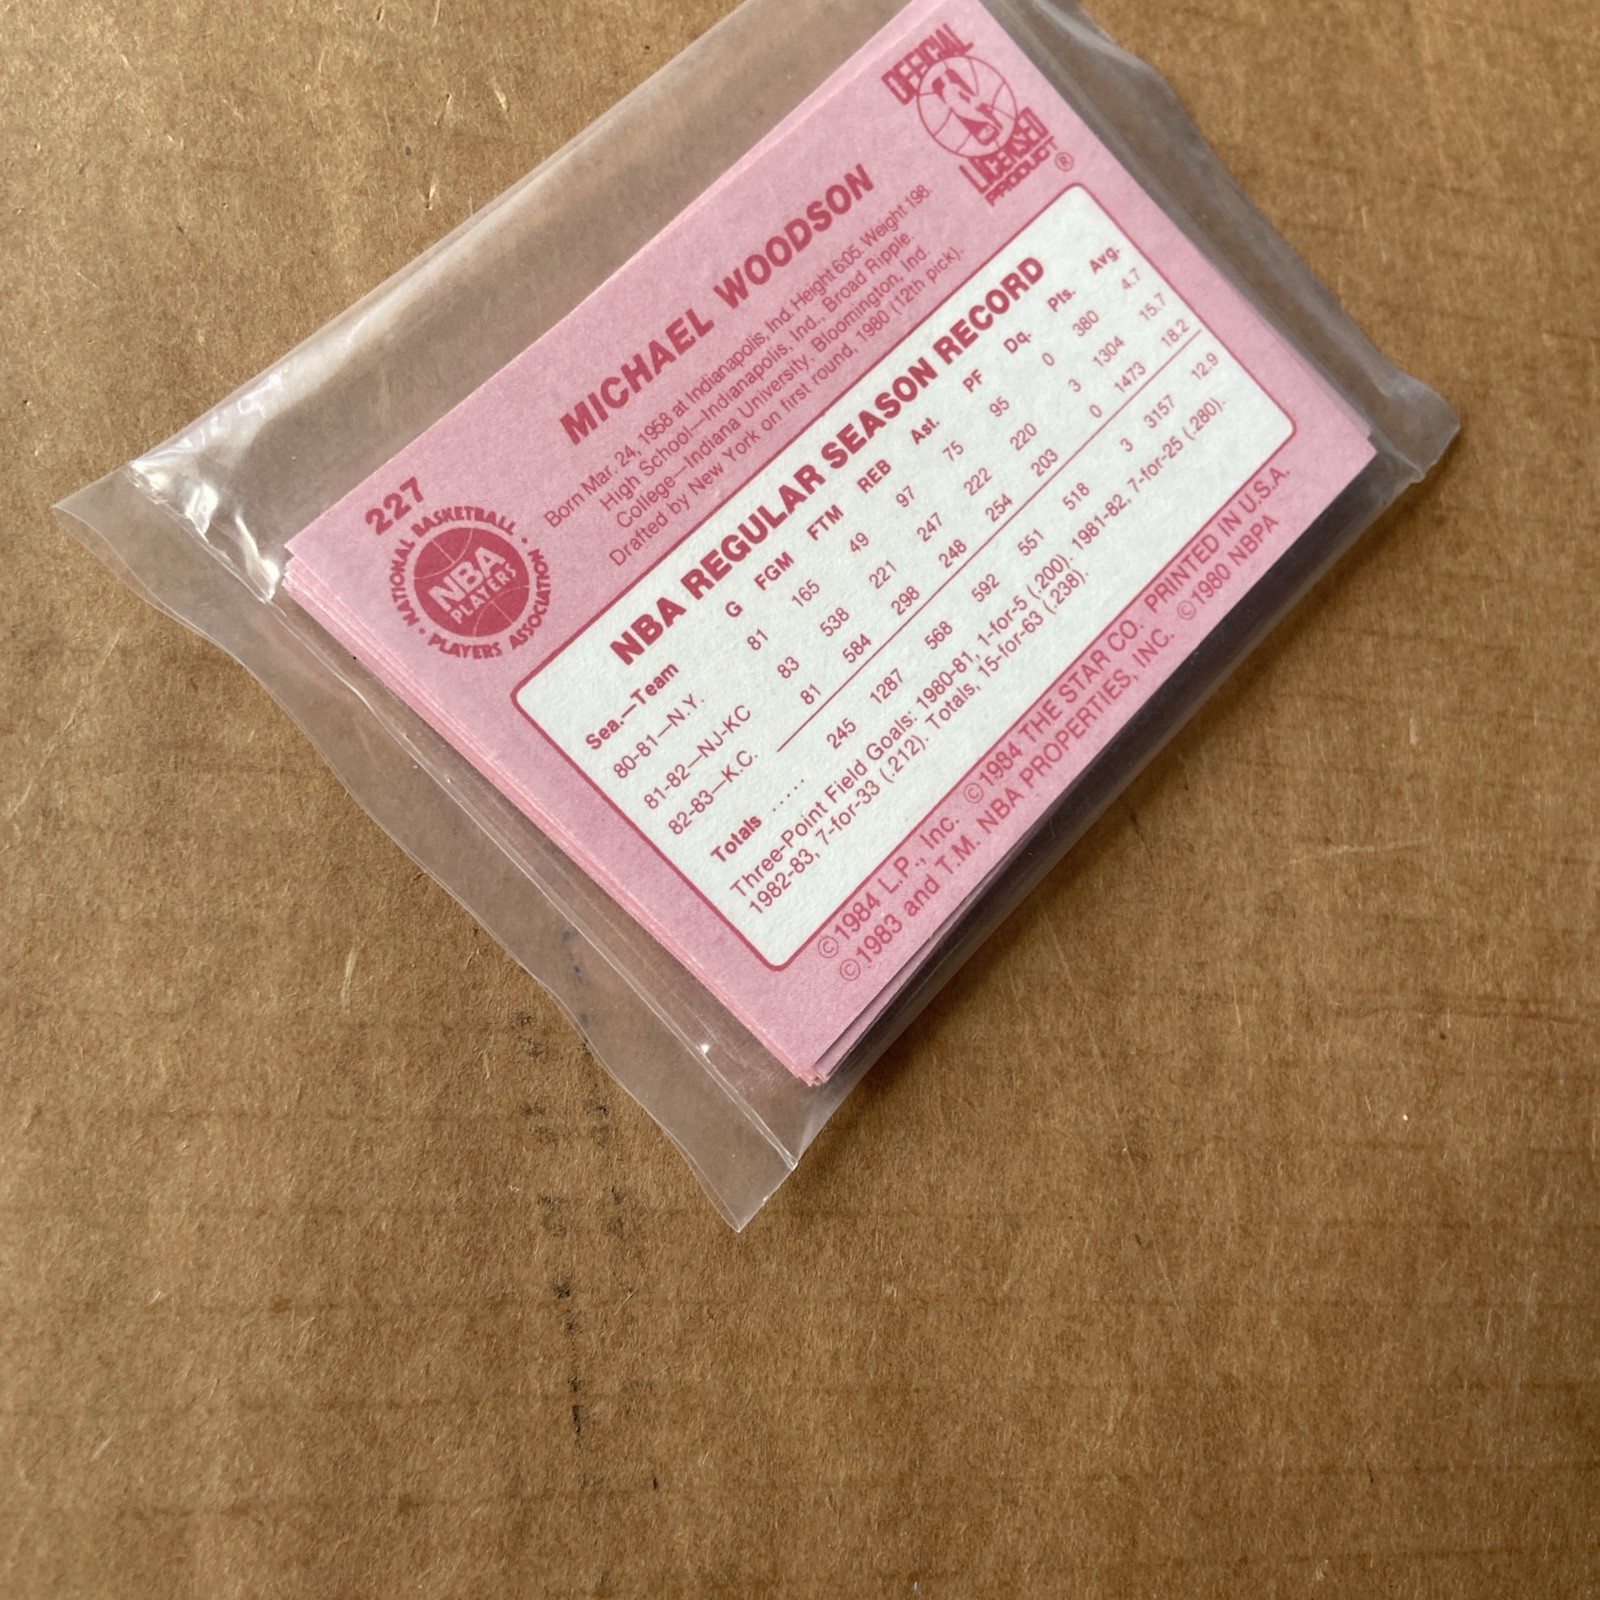 227
NATIONAL BASKETBALL
NBA
PLAYERS
• PLAYERS ASSOCIATION •
MICHAEL WOODSON
Born Mar. 24, 1958 at Indianapolis, Ind. Height 6:05. Weight 198.
High School—Indianapolis, Ind., Broad Ripple.
College—Indiana University, Bloomington, Ind.
Drafted by New York on first round, 1980 (12th pick).
OFFICIAL
NBA
LICENSED
PRODUCT ®
NBA REGULAR SEASON RECORD
Sea.—Team G FGM FTM REB Ast. PF Dq. Pts. Avg.
80-81—N.Y. 81 165 49 97 75 95 0 380 4.7
81-82—NJ-KC 83 538 221 247 222 220 3 1304 15.7
82-83—K.C. 81 584 298 248 254 203 0 1473 18.2
Totals ..... 245 1287 568 592 551 518 3 3157 12.9
Three-Point Field Goals: 1980-81, 1-for-5 (.200). 1981-82, 7-for-25 (.280).
1982-83, 7-for-33 (.212). Totals, 15-for-63 (.238).
©1984 L.P., Inc. ©1984 THE STAR CO. PRINTED IN U.S.A.
©1983 and T.M. NBA PROPERTIES, INC. ©1980 NBPA